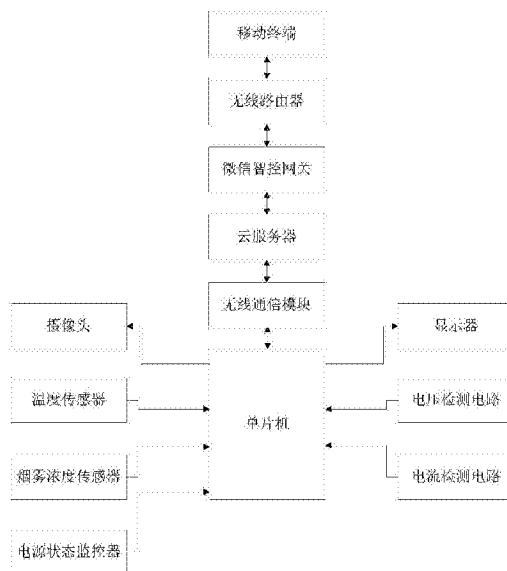 移动终端
无线路由器
微信智控网关
云服务器
无线通信模块
摄像头
显示器
温度传感器
单片机
电压检测电路
烟雾浓度传感器
电流检测电路
电源状态监控器